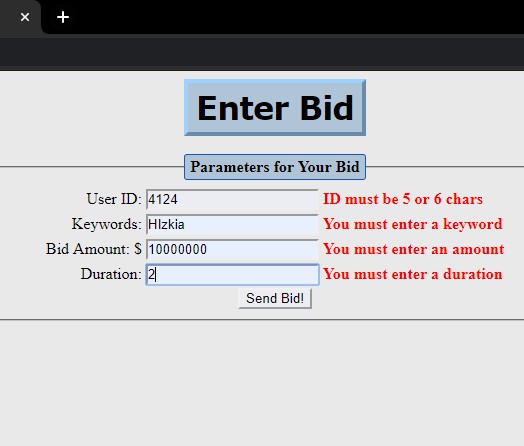 Enter Bid
Parameters for Your Bid
User ID: 4124 ID must be 5 or 6 chars
Keywords: Hlzkia You must enter a keyword
Bid Amount: $ 10000000 You must enter an amount
Duration: 2 You must enter a duration
Send Bid!